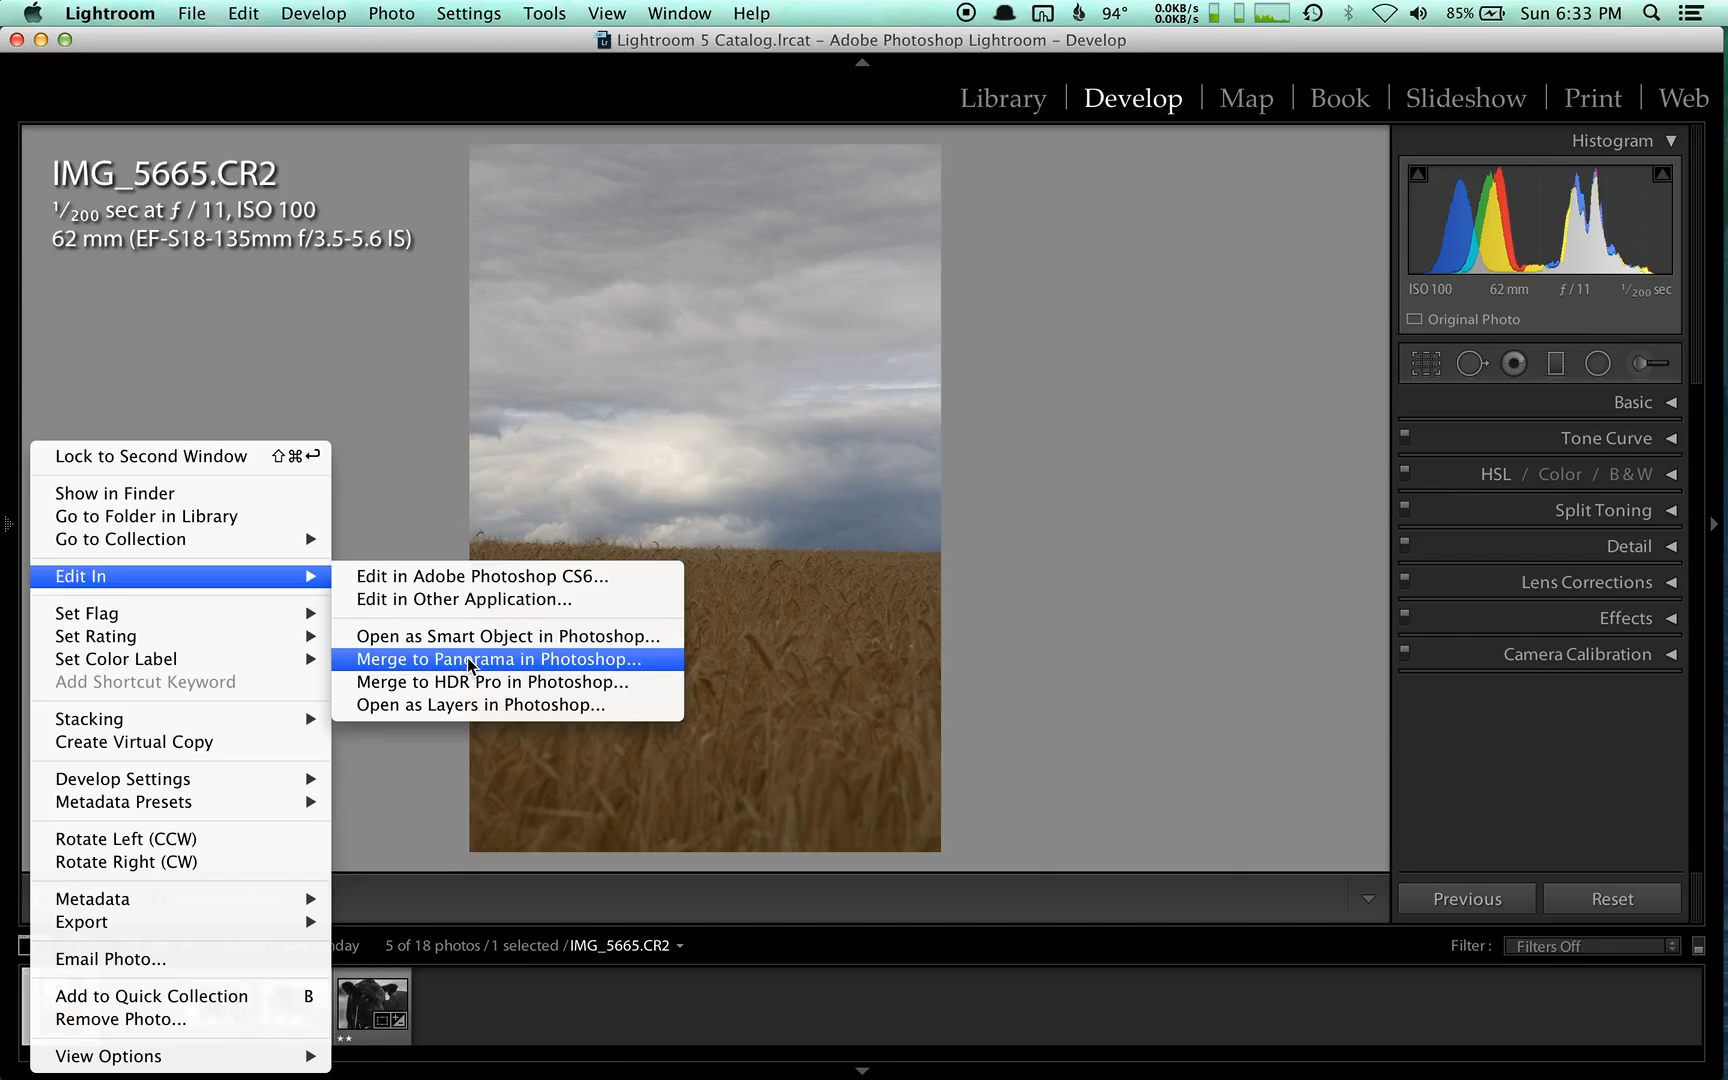 Lightroom File Edit Develop Photo Settings Tools View Window Help 94° 0.0KB/s 0.0KB/s 85% Sun 6:33 PM
Lightroom 5 Catalog.lrcat – Adobe Photoshop Lightroom – Develop
Library | Develop | Map | Book | Slideshow | Print | Web
IMG_5665.CR2
1/200 sec at ƒ / 11, ISO 100
62 mm (EF-S18-135mm f/3.5-5.6 IS)
Histogram
ISO 100 62 mm ƒ / 11 1/200 sec
Original Photo
Basic
Tone Curve
HSL / Color / B & W
Split Toning
Detail
Lens Corrections
Effects
Camera Calibration
Previous Reset
Lock to Second Window ⇧⌘↩
Show in Finder
Go to Folder in Library
Go to Collection
Edit In
Set Flag
Set Rating
Set Color Label
Add Shortcut Keyword
Stacking
Create Virtual Copy
Develop Settings
Metadata Presets
Rotate Left (CCW)
Rotate Right (CW)
Metadata
Export
Email Photo...
Add to Quick Collection B
Remove Photo...
View Options
Edit in Adobe Photoshop CS6...
Edit in Other Application...
Open as Smart Object in Photoshop...
Merge to Panorama in Photoshop...
Merge to HDR Pro in Photoshop...
Open as Layers in Photoshop...
day 5 of 18 photos / 1 selected / IMG_5665.CR2
Filter : Filters Off